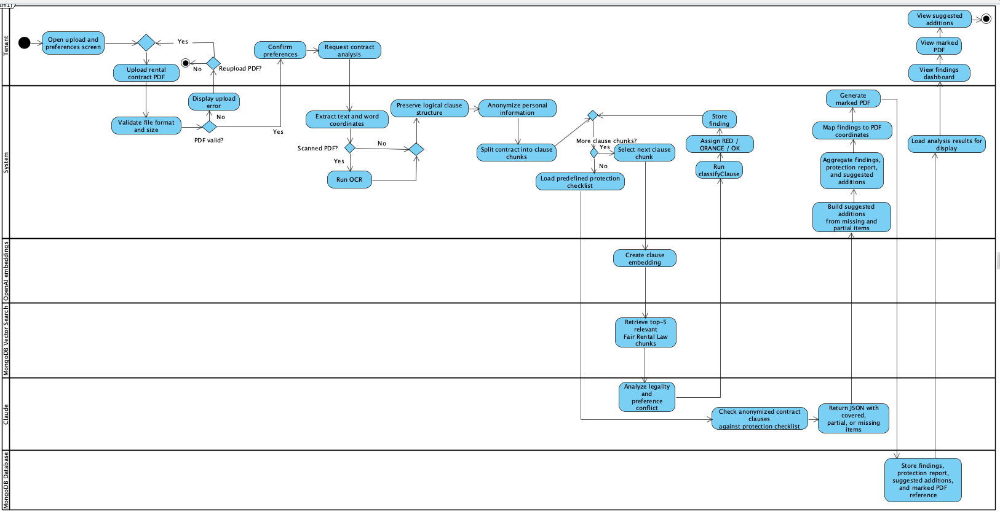 Tenant
Open upload and
preferences screen
Yes
No
Reupload PDF?
Upload rental
contract PDF
Confirm
preferences
Request contract
analysis
View suggested
additions
View marked
PDF
View findings
dashboard
System
Display upload
error
No
Validate file format
and size
PDF valid?
Yes
Extract text and word
coordinates
Scanned PDF?
No
Yes
Run OCR
Preserve logical clause
structure
Anonymize personal
information
Split contract into clause
chunks
More clause chunks?
Yes
No
Select next clause
chunk
Load predefined protection
checklist
Store
finding
Assign RED /
ORANGE / OK
Run
classifyClause
Generate
marked PDF
Map findings to PDF
coordinates
Aggregate findings,
protection report,
and suggested
additions
Build suggested
additions
from missing and
partial items
Load analysis results for
display
OpenAI embeddings
Create clause
embedding
MongoDB Vector Search
Retrieve top-5
relevant
Fair Rental Law
chunks
Claude
Analyze legality
and
preference
conflict
Check anonymized contract
clauses
against protection checklist
Return JSON with
covered,
partial, or missing
items
MongoDB Database
Store findings,
protection report,
suggested additions,
and marked PDF
reference